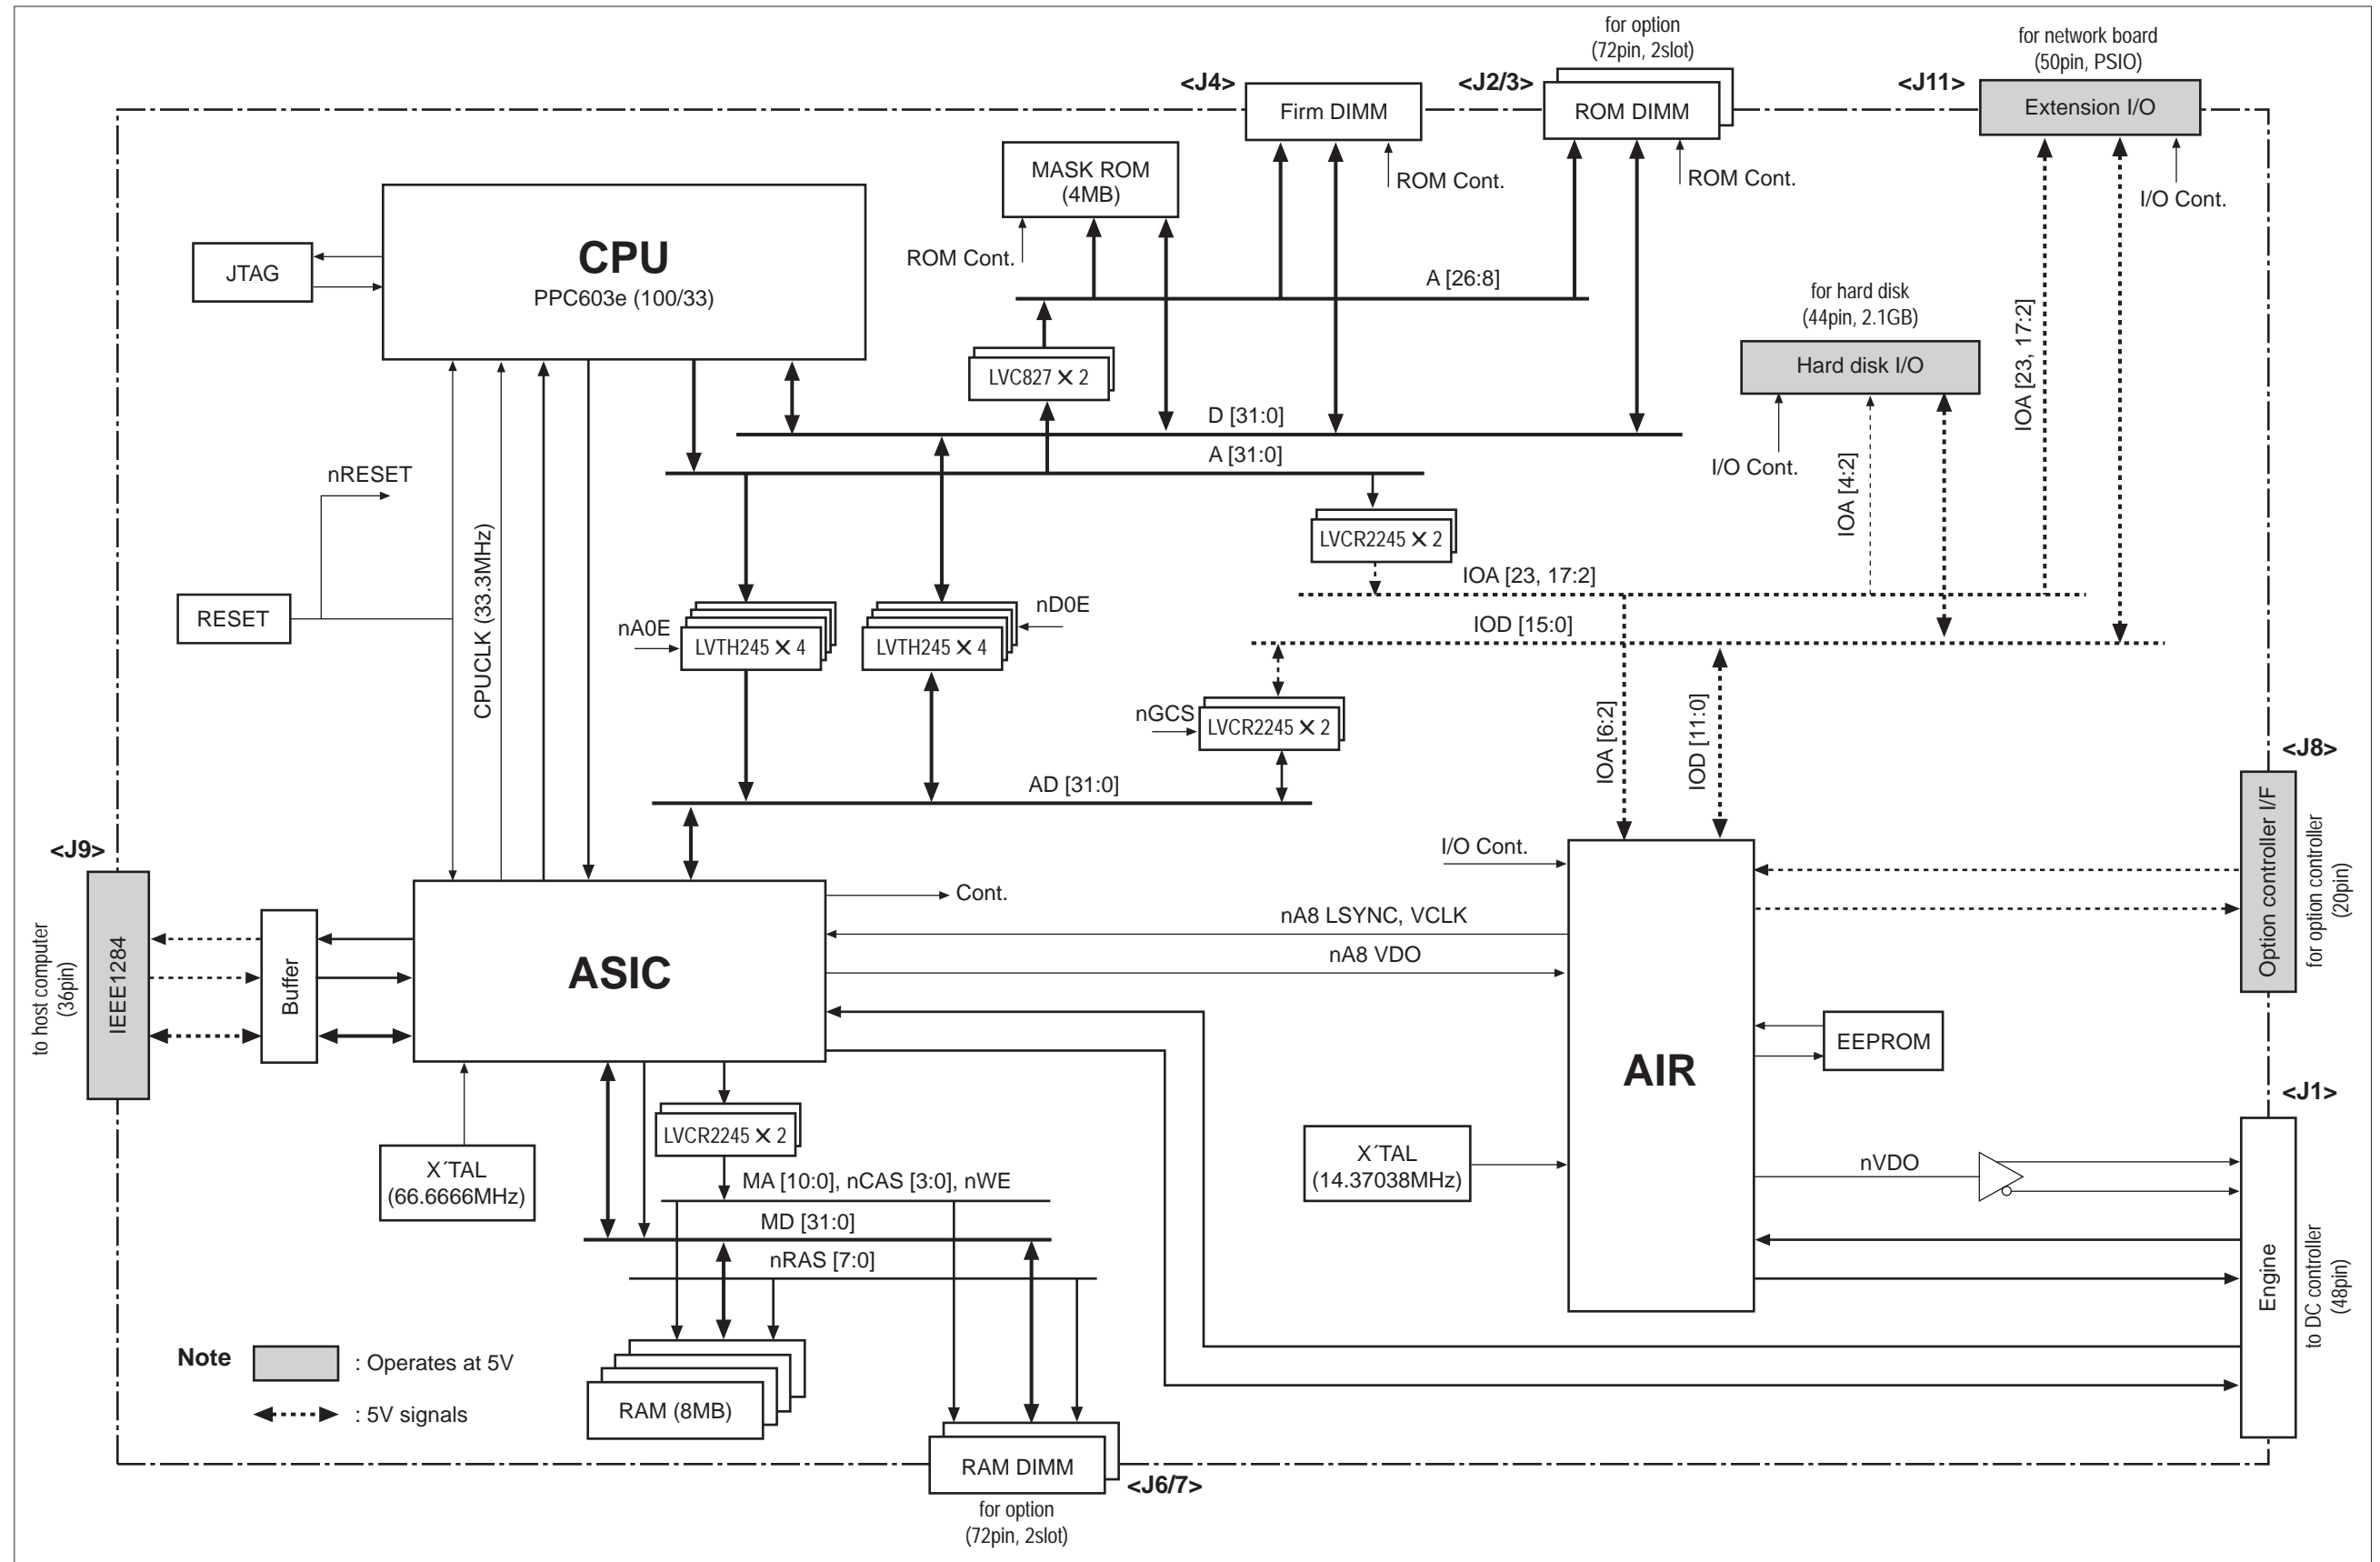 for option
(72pin, 2slot)
for network board
(50pin, PSIO)
<J4>
Firm DIMM
<J2/3>
ROM DIMM
<J11>
Extension I/O
MASK ROM
(4MB)
ROM Cont.
ROM Cont.
ROM Cont.
I/O Cont.
CPU
PPC603e (100/33)
JTAG
A [26:8]
for hard disk
(44pin, 2.1GB)
Hard disk I/O
IOA [23, 17:2]
LVC827 × 2
D [31:0]
A [31:0]
I/O Cont.
IOA [4:2]
nRESET
RESET
CPUCLK (33.3MHz)
LVCR2245 × 2
IOA [23, 17:2]
IOD [15:0]
nA0E
LVTH245 × 4
LVTH245 × 4
nD0E
nGCS
LVCR2245 × 2
IOA [6:2]
IOD [11:0]
AD [31:0]
<J8>
Option controller I/F
for option controller
(20pin)
<J9>
to host computer
(36pin)
IEEE1284
Buffer
ASIC
Cont.
I/O Cont.
nA8 LSYNC, VCLK
nA8 VDO
AIR
EEPROM
<J1>
X´TAL
(66.6666MHz)
LVCR2245 × 2
MA [10:0], nCAS [3:0], nWE
MD [31:0]
nRAS [7:0]
X´TAL
(14.37038MHz)
nVDO
Engine
to DC controller
(48pin)
Note
: Operates at 5V
: 5V signals
RAM (8MB)
RAM DIMM
<J6/7>
for option
(72pin, 2slot)